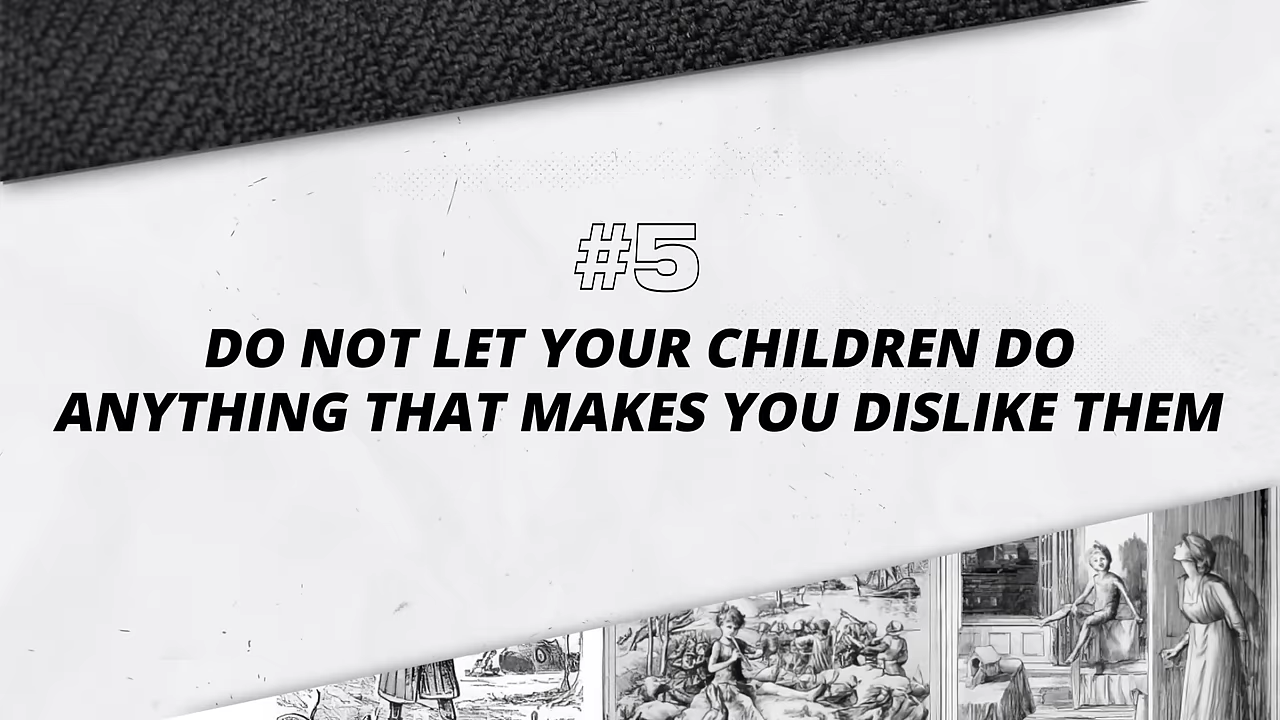 #5
DO NOT LET YOUR CHILDREN DO
ANYTHING THAT MAKES YOU DISLIKE THEM